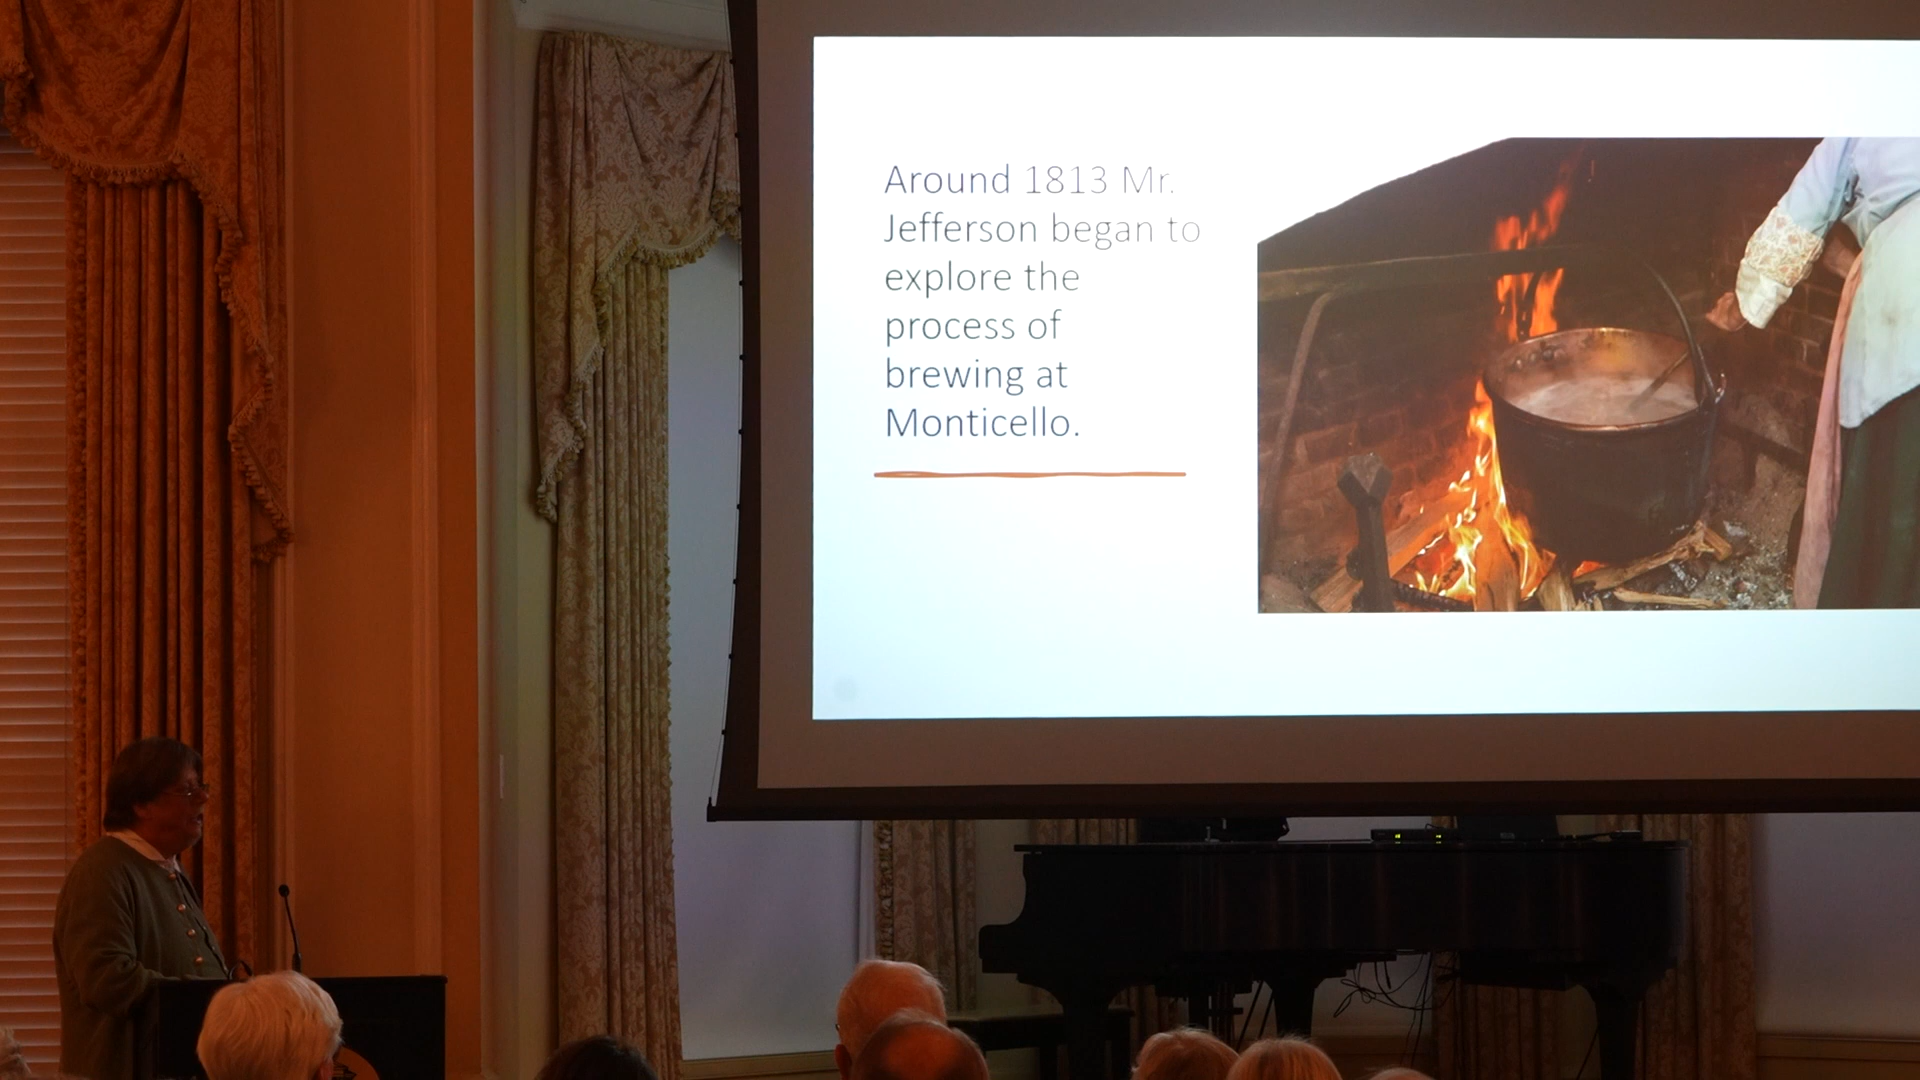 Around 1813 Mr.
Jefferson began to
explore the
process of
brewing at
Monticello.